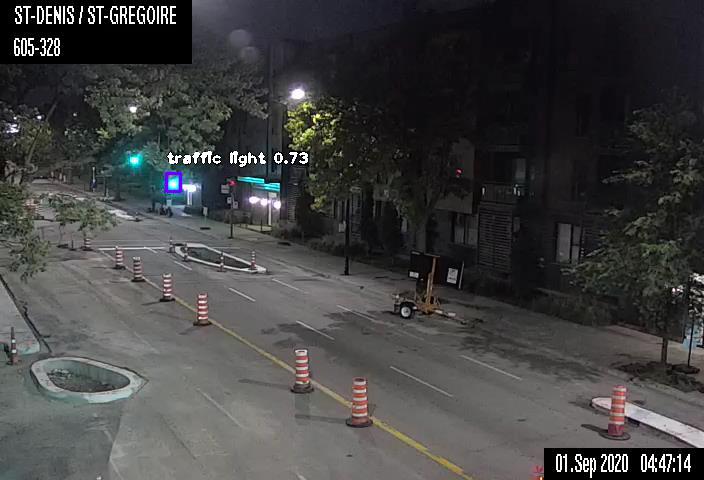 ST-DENIS / ST-GREGOIRE
605-328
traffic light 0.73
01.Sep 2020 04:47:14